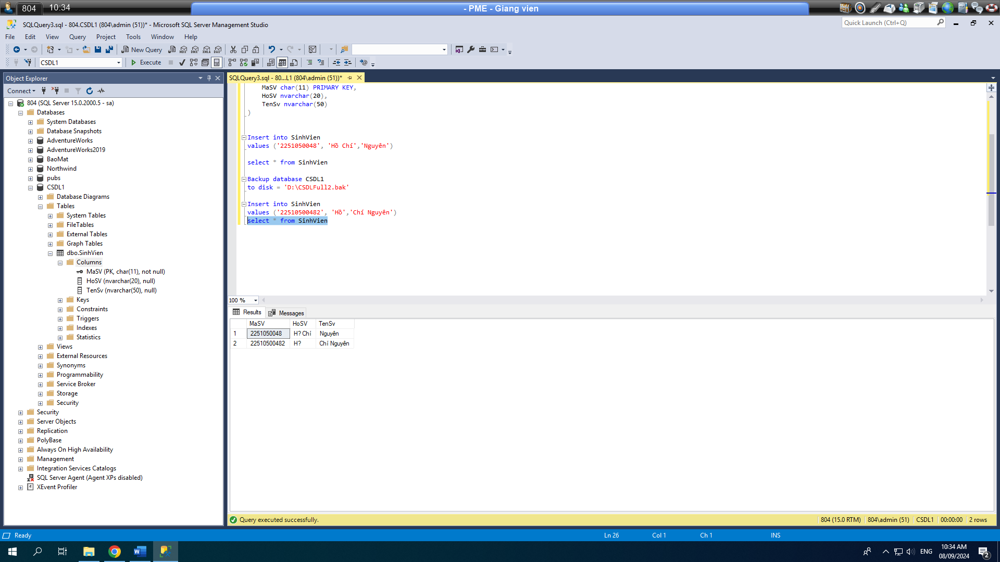 804
10:34
- PME - Giang vien
SQLQuery3.sql - 804.CSDL1 (804\admin (51))* - Microsoft SQL Server Management Studio
Quick Launch (Ctrl+Q)
File Edit View Query Project Tools Window Help
New Query
MDX DMX XMLA DAX
CSDL1
Execute
Object Explorer
Connect
804 (SQL Server 15.0.2000.5 - sa)
Databases
System Databases
Database Snapshots
AdventureWorks
AdventureWorks2019
BaoMat
Northwind
pubs
CSDL1
Database Diagrams
Tables
System Tables
FileTables
External Tables
Graph Tables
dbo.SinhVien
Columns
MaSV (PK, char(11), not null)
HoSV (nvarchar(20), null)
TenSv (nvarchar(50), null)
Keys
Constraints
Triggers
Indexes
Statistics
Views
External Resources
Synonyms
Programmability
Service Broker
Storage
Security
Security
Server Objects
Replication
PolyBase
Always On High Availability
Management
Integration Services Catalogs
SQL Server Agent (Agent XPs disabled)
XEvent Profiler
SQLQuery3.sql - 80...L1 (804\admin (51))*
MaSV char(11) PRIMARY KEY,
HoSV nvarchar(20),
TenSv nvarchar(50)
)
Insert into SinhVien
values ('2251050048', 'Hồ Chí','Nguyên')
select * from SinhVien
Backup database CSDL1
to disk = 'D:\CSDLFull2.bak'
Insert into SinhVien
values ('22510500482', 'Hồ','Chí Nguyên')
select * from SinhVien
100 %
Results Messages
MaSV HoSV TenSv
1 2251050048 H? Chí Nguyên
2 22510500482 H? Chí Nguyên
Query executed successfully.
804 (15.0 RTM) 804\admin (51) CSDL1 00:00:00 2 rows
Ready
Ln 26
Col 1
Ch 1
INS
ENG
10:34 AM
08/09/2024
2